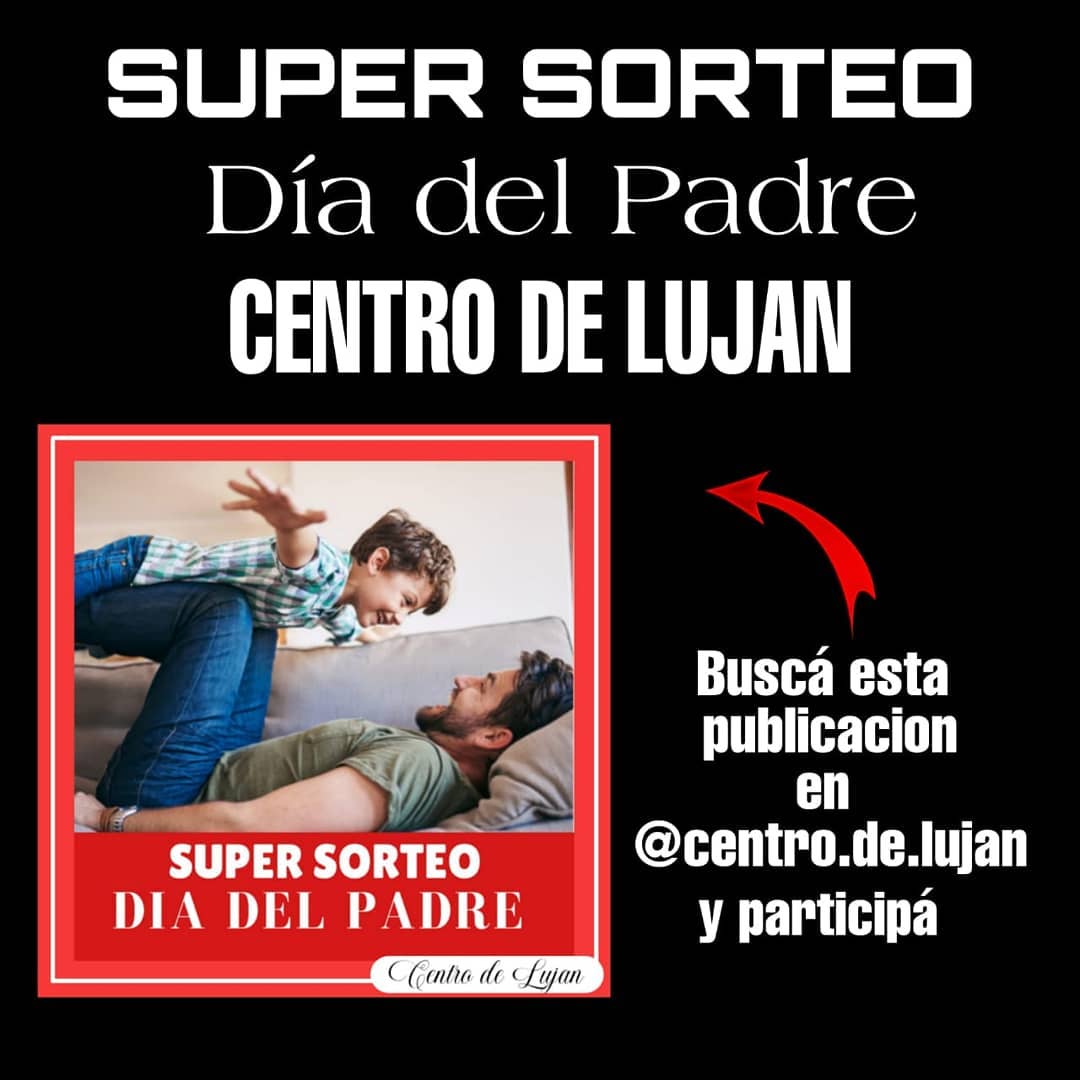 SUPER SORTEO
Día del Padre
CENTRO DE LUJAN
Buscá esta
publicacion
en
@centro.de.lujan
y participá
SUPER SORTEO
DIA DEL PADRE
Centro de Lujan